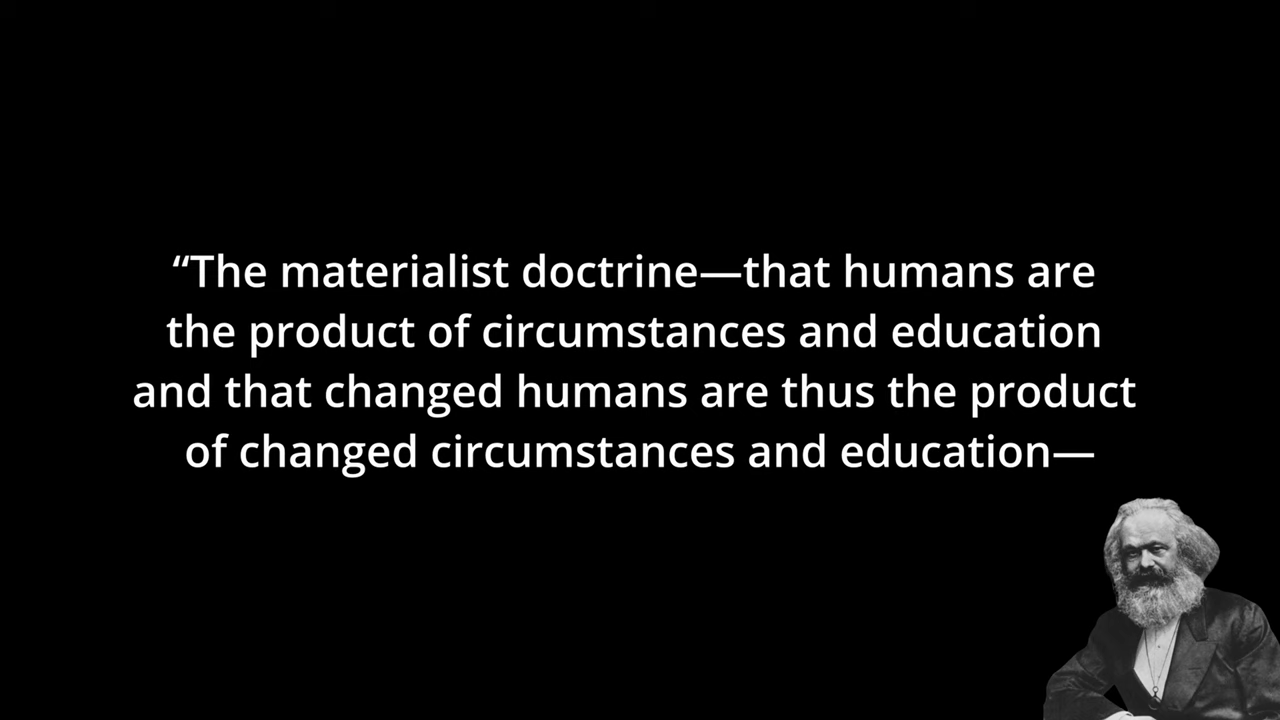 “The materialist doctrine—that humans are
the product of circumstances and education
and that changed humans are thus the product
of changed circumstances and education—